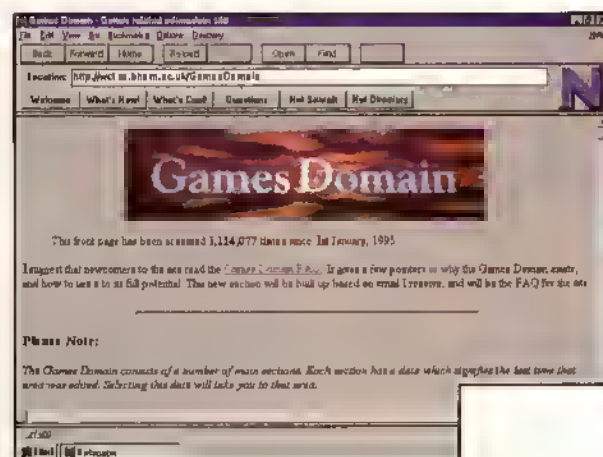 Games Domain - Games related information site
File Edit View Go Bookmarks Options Directory
Back Forward Home Reload Open Find
Location: http://wcl-rs.bham.ac.uk/GamesDomain
Welcome What's New! What's Cool! Questions Net Search Net Directory
N
Games Domain
This front page has been accessed 1,114,077 times since 1st January, 1995
I suggest that newcomers to the site read the Games Domain FAQ. It gives a few pointers to why the Games Domain exists,
and how to use it to its full potential. This new section will be built up based on email I receive, and will be the FAQ for the site
Please Note:
The Games Domain consists of a number of main sections. Each section has a date which signifies the last time that
area was edited. Selecting this date will take you to that area.